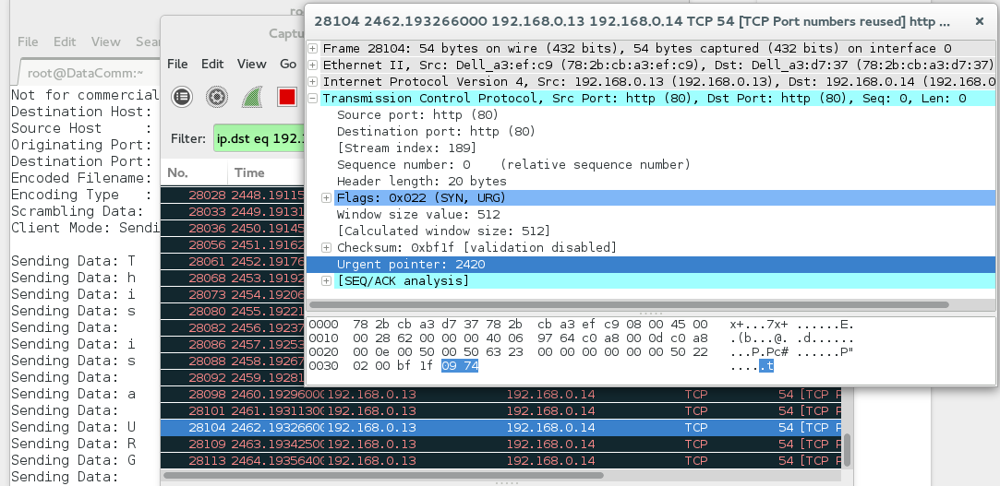 ro
File Edit View Sea
root@DataComm:~
Not for commercial
Destination Host:
Source Host :
Originating Port:
Destination Port:
Encoded Filename:
Encoding Type :
Scrambling Data:
Client Mode: Sendi
Sending Data: T
Sending Data: h
Sending Data: i
Sending Data: s
Sending Data:
Sending Data: i
Sending Data: s
Sending Data:
Sending Data: a
Sending Data:
Sending Data: U
Sending Data: R
Sending Data: G
Sending Data:
Captu
File Edit View Go
Filter: ip.dst eq 192.1
No. Time
28028 2448.19115
28033 2449.19131
28036 2450.19145
28056 2451.19162
28061 2452.19176
28068 2453.19192
28073 2454.19206
28080 2455.19221
28082 2456.19237
28086 2457.19253
28088 2458.19267
28092 2459.19281
28098 2460.19296000 192.168.0.13 192.168.0.14 TCP 54 [TCP P
28101 2461.19311300 192.168.0.13 192.168.0.14 TCP 54 [TCP P
28104 2462.19326600 192.168.0.13 192.168.0.14 TCP 54 [TCP P
28109 2463.19342500 192.168.0.13 192.168.0.14 TCP 54 [TCP P
28113 2464.19356400 192.168.0.13 192.168.0.14 TCP 54 [TCP P
28104 2462.193266000 192.168.0.13 192.168.0.14 TCP 54 [TCP Port numbers reused] http ...
Frame 28104: 54 bytes on wire (432 bits), 54 bytes captured (432 bits) on interface 0
Ethernet II, Src: Dell_a3:ef:c9 (78:2b:cb:a3:ef:c9), Dst: Dell_a3:d7:37 (78:2b:cb:a3:d7:37)
Internet Protocol Version 4, Src: 192.168.0.13 (192.168.0.13), Dst: 192.168.0.14 (192.168.0
Transmission Control Protocol, Src Port: http (80), Dst Port: http (80), Seq: 0, Len: 0
Source port: http (80)
Destination port: http (80)
[Stream index: 189]
Sequence number: 0 (relative sequence number)
Header length: 20 bytes
Flags: 0x022 (SYN, URG)
Window size value: 512
[Calculated window size: 512]
Checksum: 0xbf1f [validation disabled]
Urgent pointer: 2420
[SEQ/ACK analysis]
0000 78 2b cb a3 d7 37 78 2b cb a3 ef c9 08 00 45 00 x+...7x+ ......E.
0010 00 28 62 00 00 00 40 06 97 64 c0 a8 00 0d c0 a8 .(b...@. .d......
0020 00 0e 00 50 00 50 63 23 00 00 00 00 00 00 50 22 ...P.Pc# ......P"
0030 02 00 bf 1f 09 74 .....t